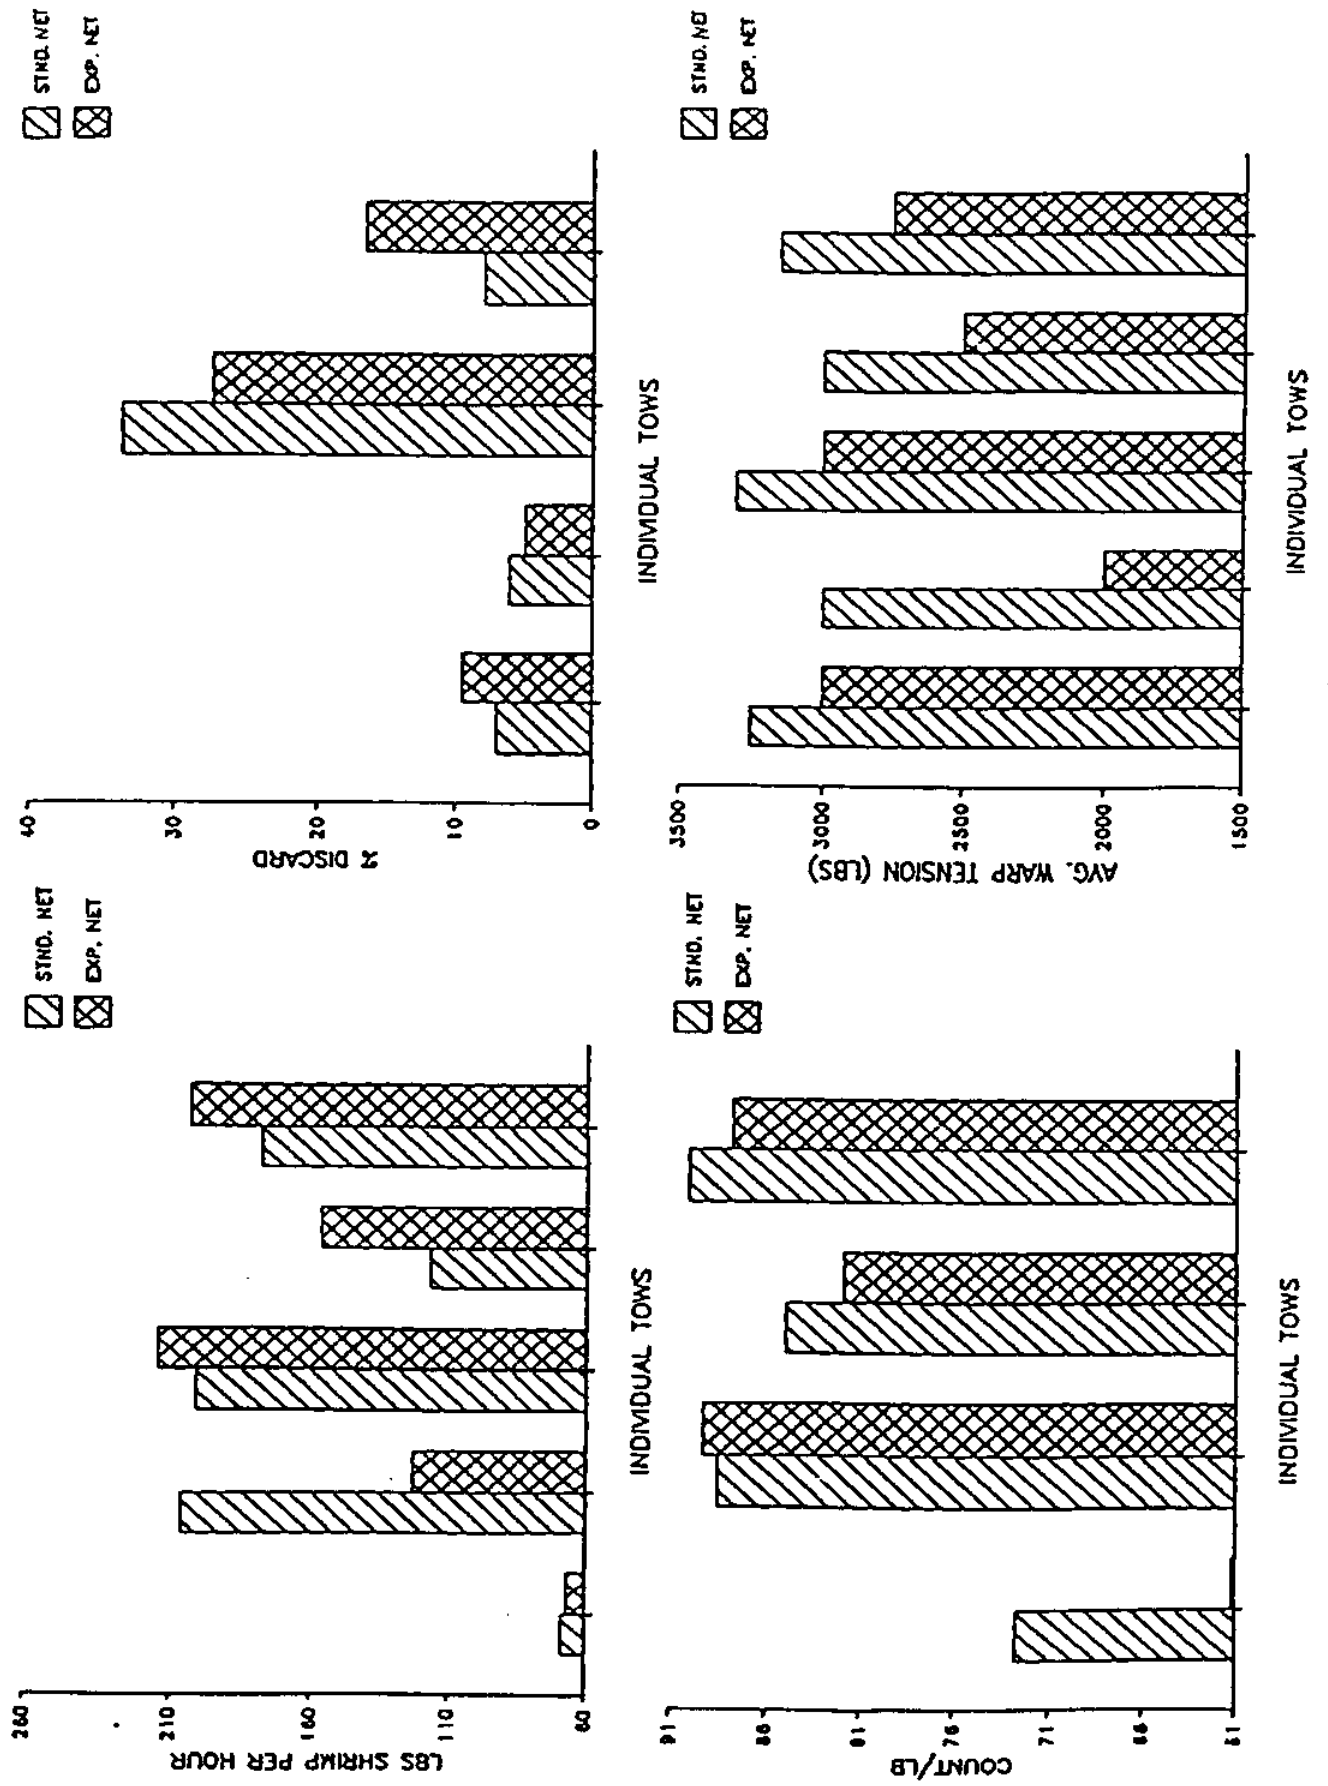 STND. NET
EXP. NET
LBS SHRIMP PER HOUR
260
210
160
110
60
INDIVIDUAL TOWS
STND. NET
EXP. NET
% DISCARD
40
30
20
10
0
INDIVIDUAL TOWS
STND. NET
EXP. NET
COUNT/LB
91
86
81
76
71
66
61
INDIVIDUAL TOWS
STND. NET
EXP. NET
AVG. WARP TENSION (LBS)
3500
3000
2500
2000
1500
INDIVIDUAL TOWS